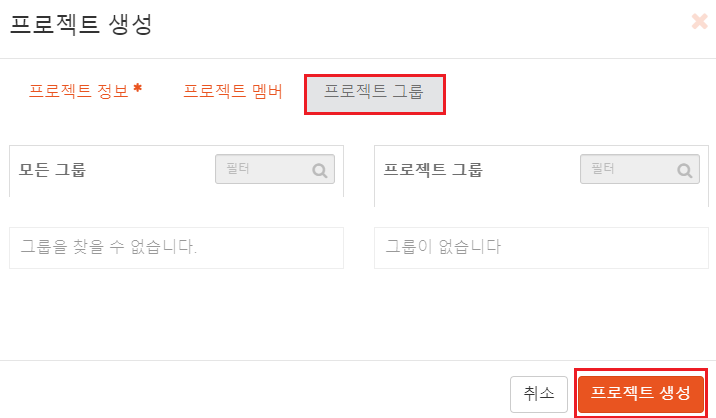 프로젝트 생성
프로젝트 정보 *
프로젝트 멤버
프로젝트 그룹
모든 그룹
필터
그룹을 찾을 수 없습니다.
프로젝트 그룹
필터
그룹이 없습니다
취소
프로젝트 생성